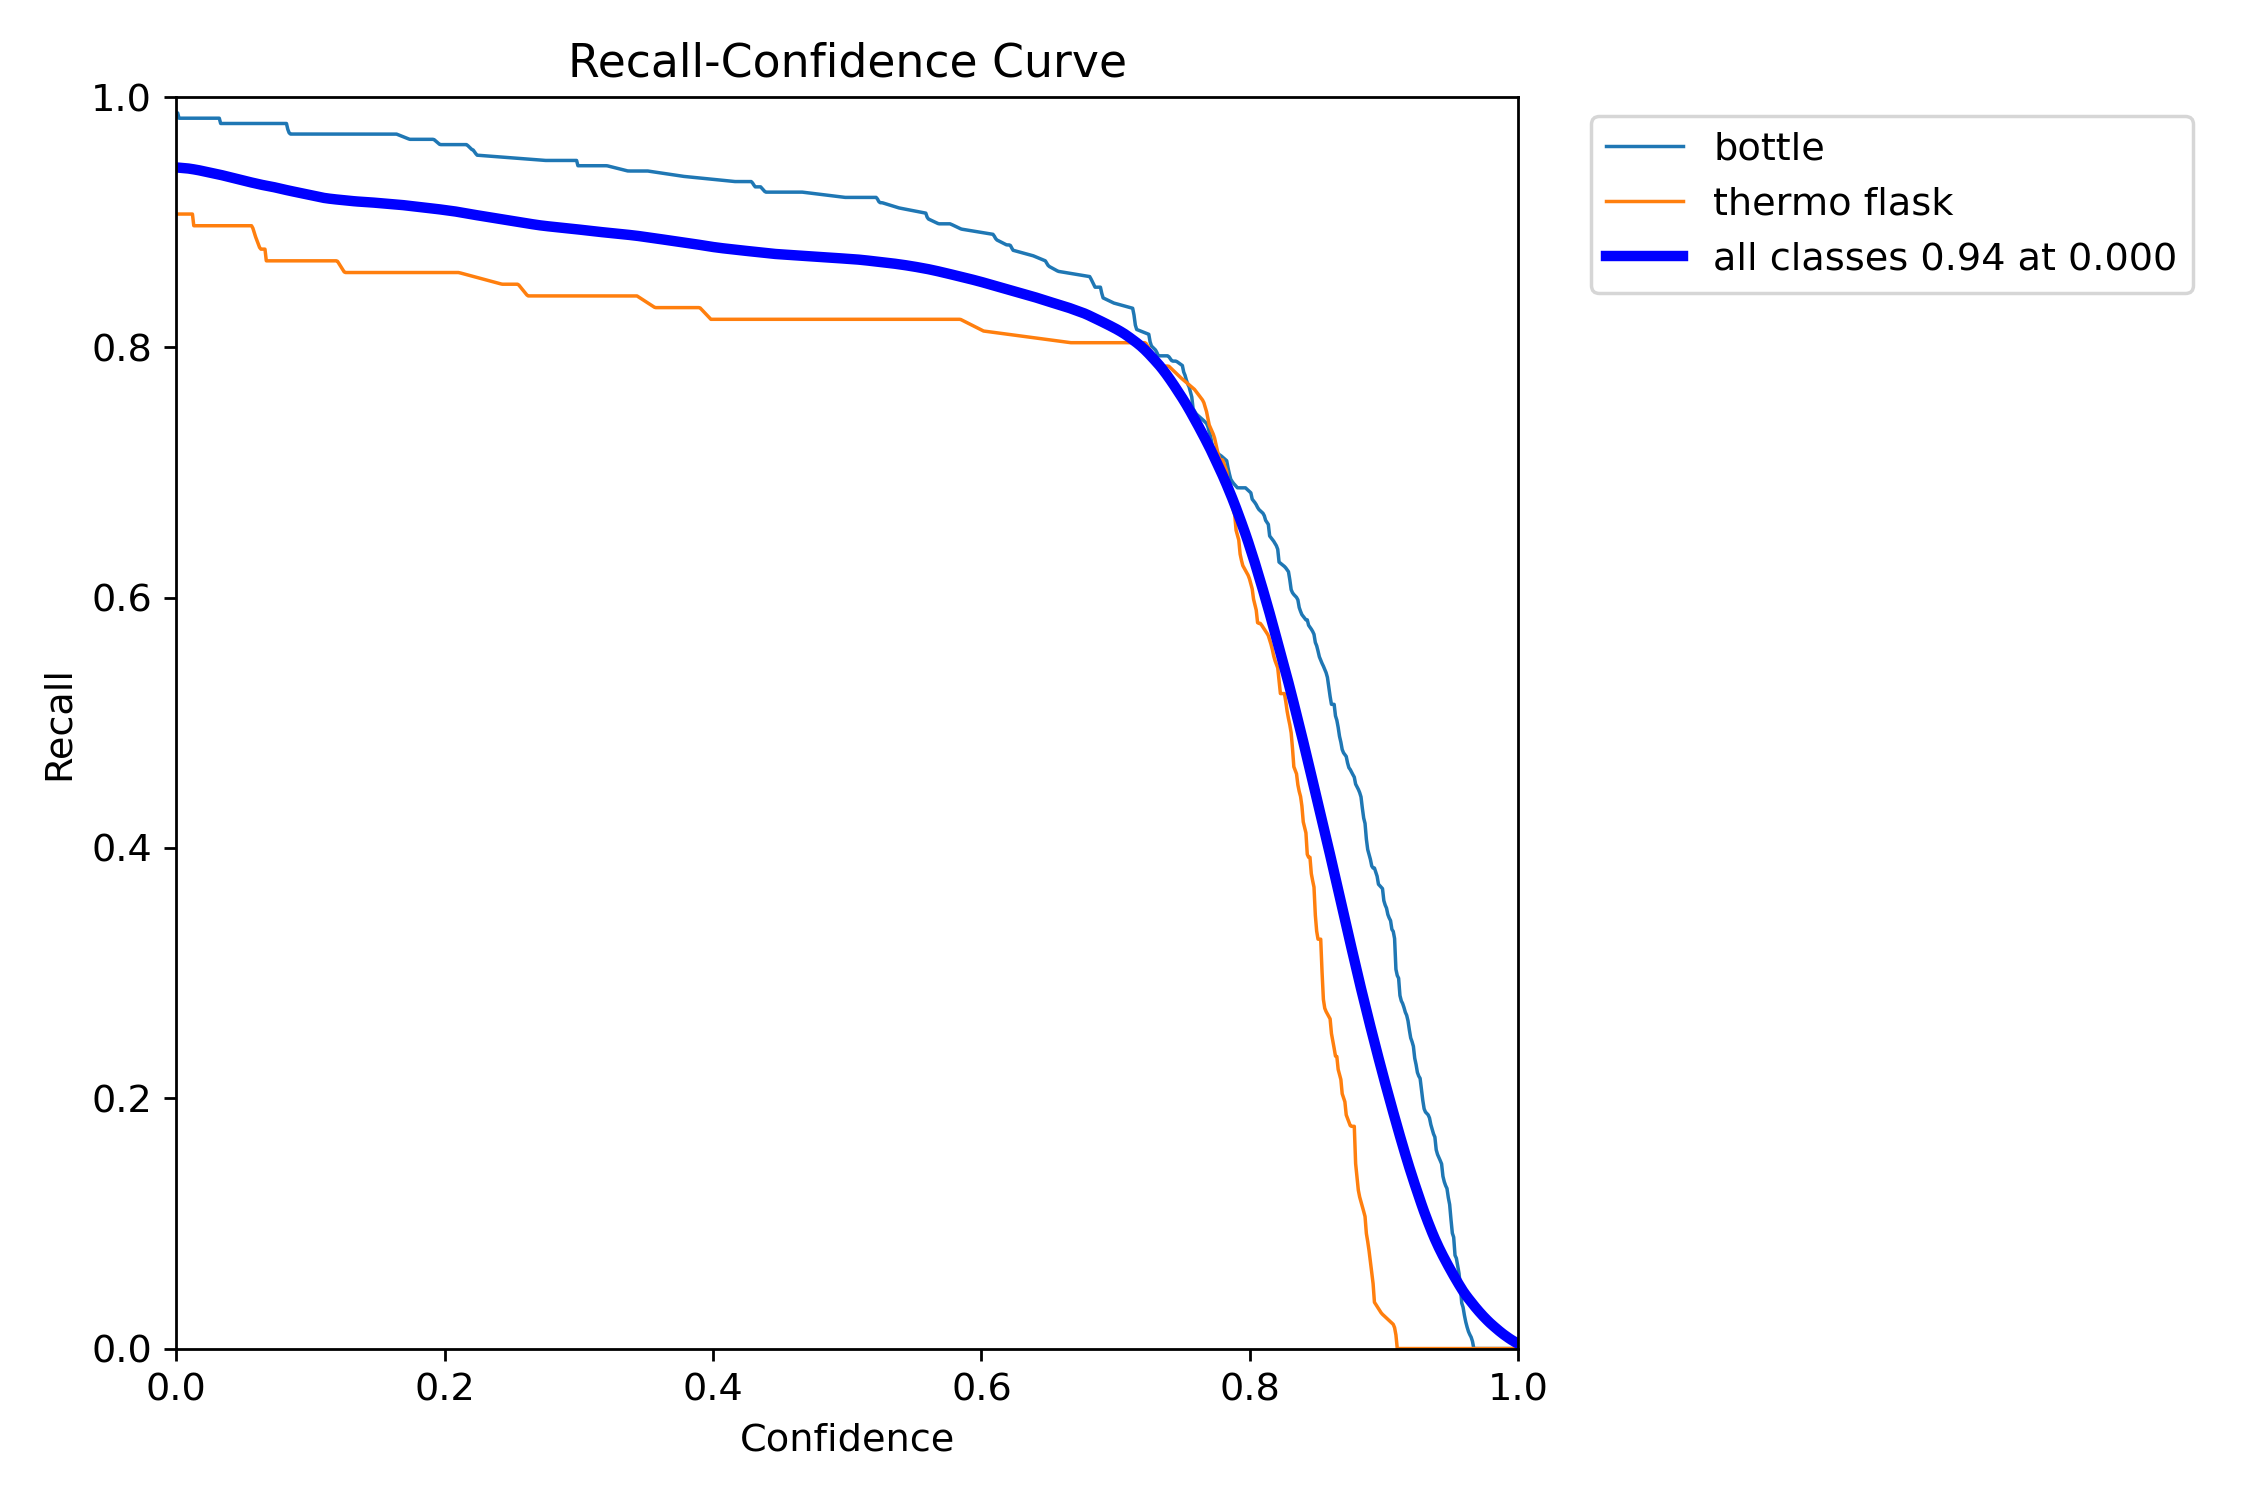 Recall-Confidence Curve
1.0
0.8
0.6
0.4
0.2
0.0
Recall
0.0 0.2 0.4 0.6 0.8 1.0
Confidence
bottle
thermo flask
all classes 0.94 at 0.000